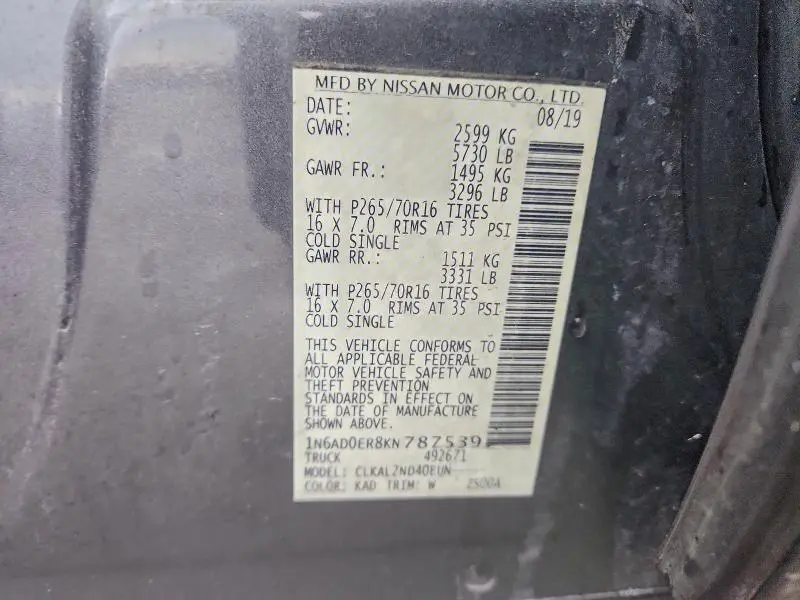 MFD BY NISSAN MOTOR CO., LTD.
DATE: 08/19
GVWR: 2599 KG
5730 LB
GAWR FR.: 1495 KG
3296 LB
WITH P265/70R16 TIRES
16 X 7.0 RIMS AT 35 PSI
COLD SINGLE
GAWR RR.: 1511 KG
3331 LB
WITH P265/70R16 TIRES
16 X 7.0 RIMS AT 35 PSI
COLD SINGLE
THIS VEHICLE CONFORMS TO
ALL APPLICABLE FEDERAL
MOTOR VEHICLE SAFETY AND
THEFT PREVENTION
STANDARDS IN EFFECT ON
THE DATE OF MANUFACTURE
SHOWN ABOVE.
1N6AD0ER8KN787539
TRUCK 492671
MODEL: CLKAL2ND40EUN
COLOR: KAD TRIM: W 2S00A